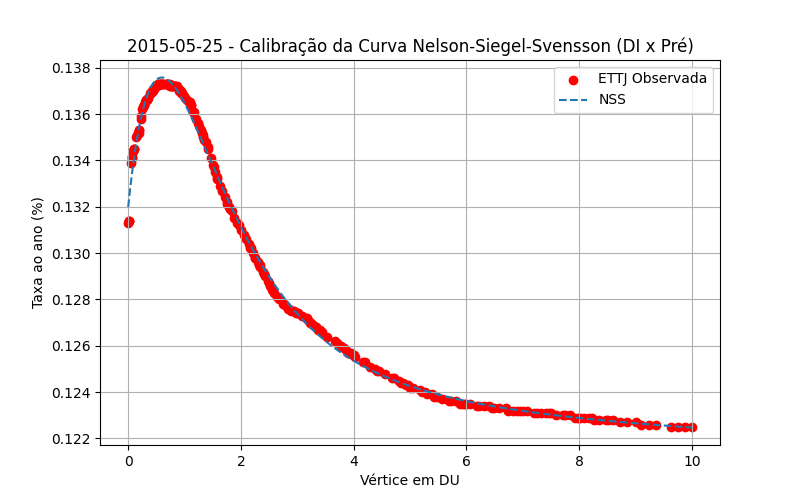 2015-05-25 - Calibração da Curva Nelson-Siegel-Svensson (DI x Pré)
ETTJ Observada
NSS
Taxa ao ano (%)
0.138
0.136
0.134
0.132
0.130
0.128
0.126
0.124
0.122
0 2 4 6 8 10
Vértice em DU